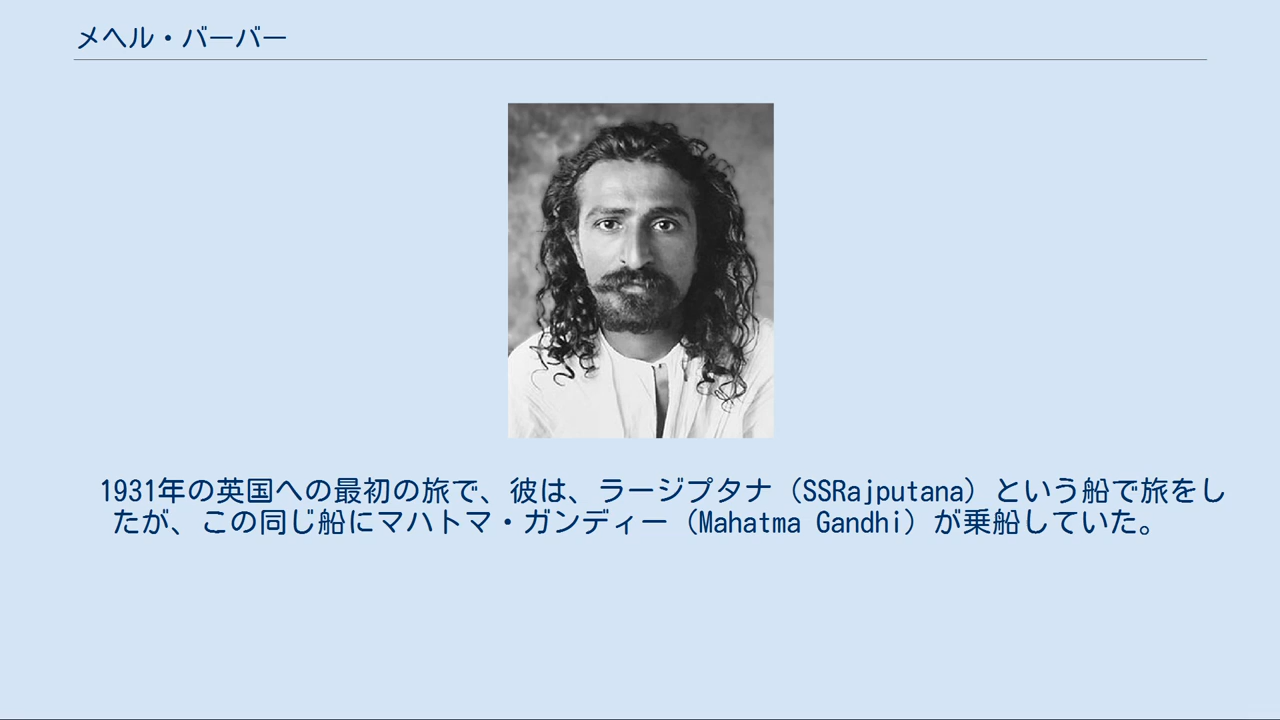 メヘル・バーバー
1931年の英国への最初の旅で、彼は、ラージプタナ（SSRajputana）という船で旅をし
たが、この同じ船にマハトマ・ガンディー（Mahatma Gandhi）が乗船していた。